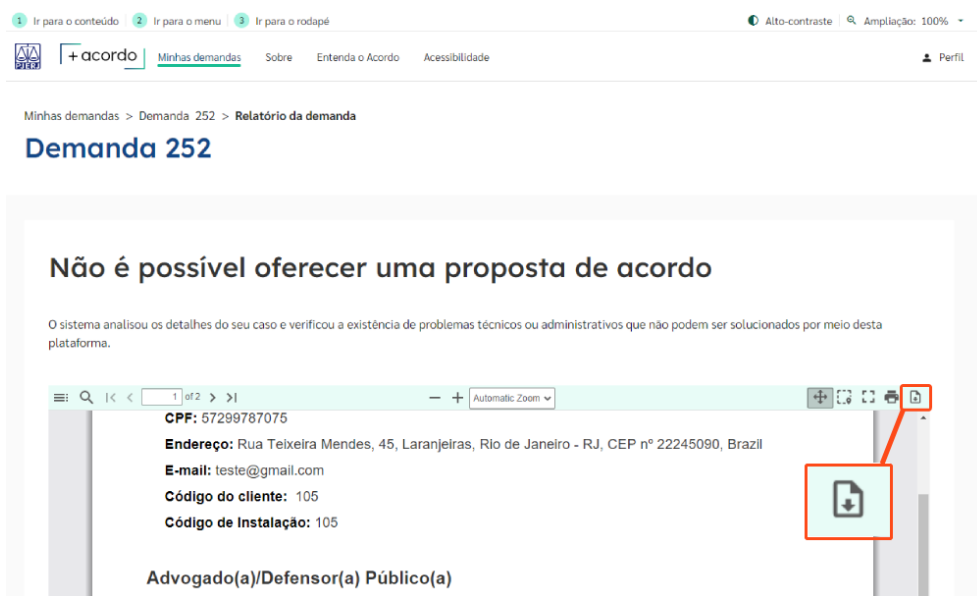 1 Ir para o conteúdo 2 Ir para o menu 3 Ir para o rodapé Alto-contraste Ampliação: 100%
PJERJ +acordo Minhas demandas Sobre Entenda o Acordo Acessibilidade Perfil
Minhas demandas > Demanda 252 > Relatório da demanda
Demanda 252
Não é possível oferecer uma proposta de acordo
O sistema analisou os detalhes do seu caso e verificou a existência de problemas técnicos ou administrativos que não podem ser solucionados por meio desta
plataforma.
1 of 2 Automatic Zoom
CPF: 57299787075
Endereço: Rua Teixeira Mendes, 45, Laranjeiras, Rio de Janeiro - RJ, CEP nº 22245090, Brazil
E-mail: teste@gmail.com
Código do cliente: 105
Código de Instalação: 105
Advogado(a)/Defensor(a) Público(a)